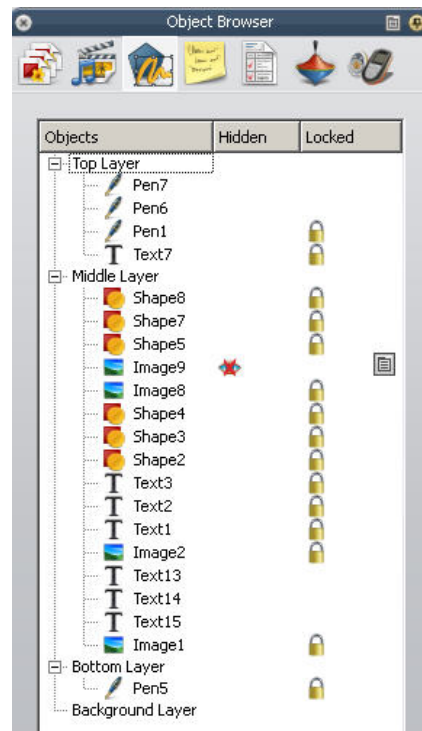 Object Browser
Objects Hidden Locked
Top Layer
Pen7
Pen6
Pen1
Text7
Middle Layer
Shape8
Shape7
Shape5
Image9
Image8
Shape4
Shape3
Shape2
Text3
Text2
Text1
Image2
Text13
Text14
Text15
Image1
Bottom Layer
Pen5
Background Layer